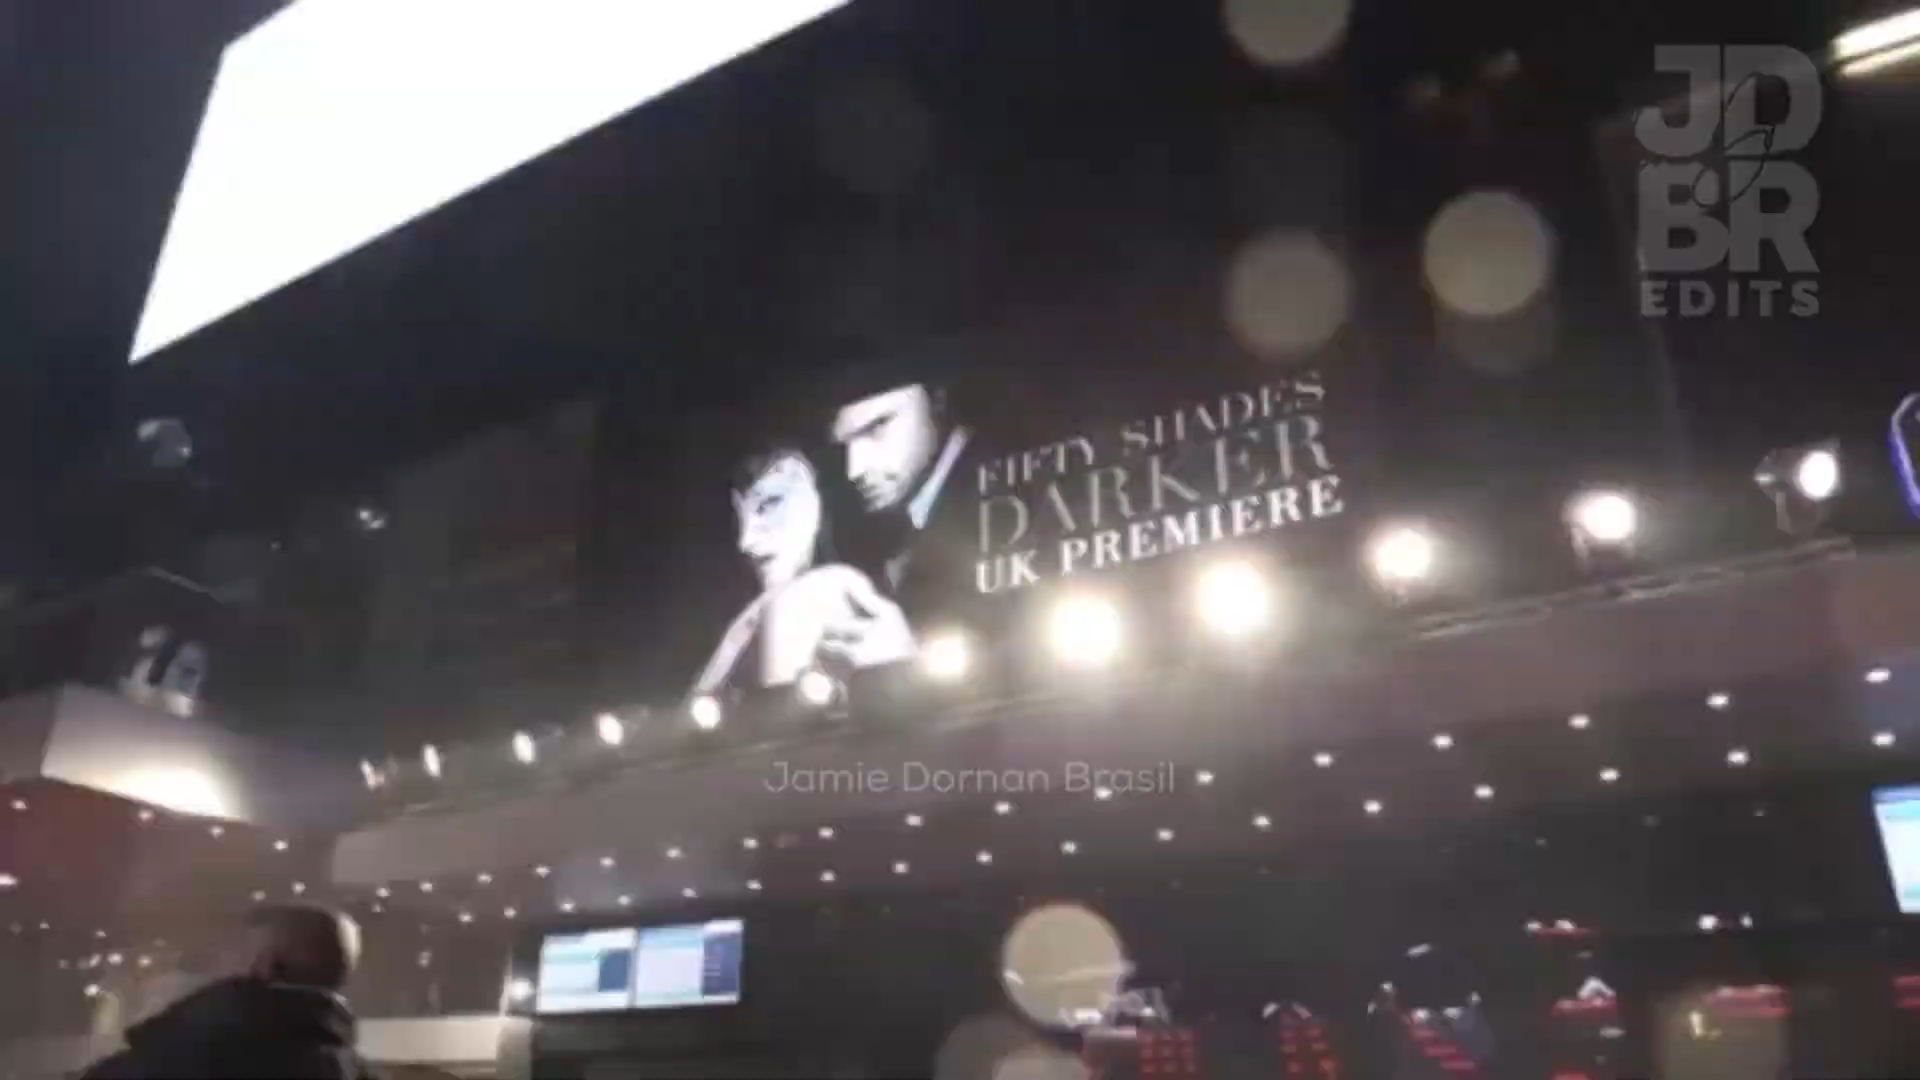 JD
BR
EDITS
FIFTY SHADES
DARKER
UK PREMIERE
Jamie Dornan Brasil